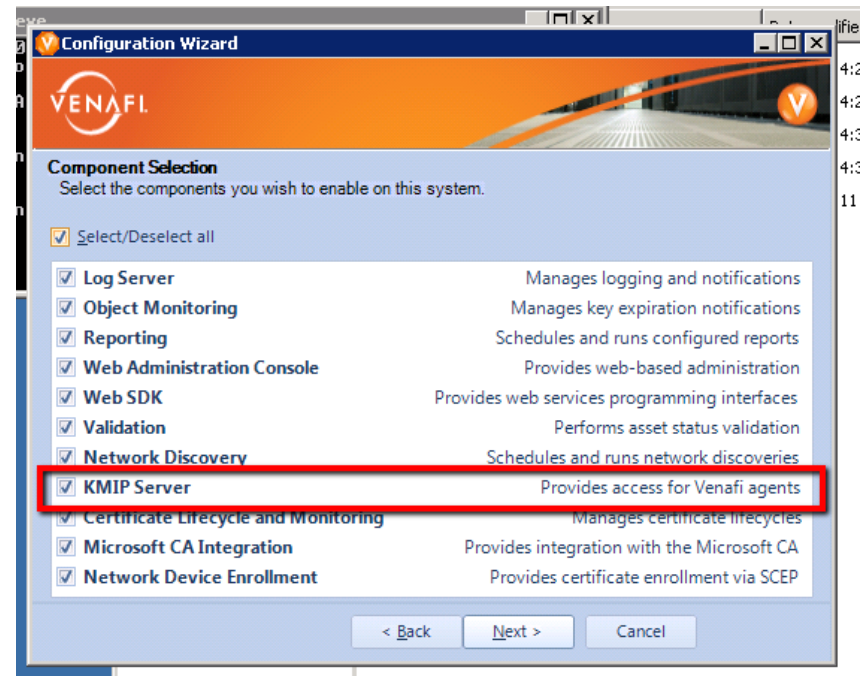 Configuration Wizard
VENAFI
Component Selection
Select the components you wish to enable on this system.
Select/Deselect all
Log Server Manages logging and notifications
Object Monitoring Manages key expiration notifications
Reporting Schedules and runs configured reports
Web Administration Console Provides web-based administration
Web SDK Provides web services programming interfaces
Validation Performs asset status validation
Network Discovery Schedules and runs network discoveries
KMIP Server Provides access for Venafi agents
Certificate Lifecycle and Monitoring Manages certificate lifecycles
Microsoft CA Integration Provides integration with the Microsoft CA
Network Device Enrollment Provides certificate enrollment via SCEP
< Back Next > Cancel